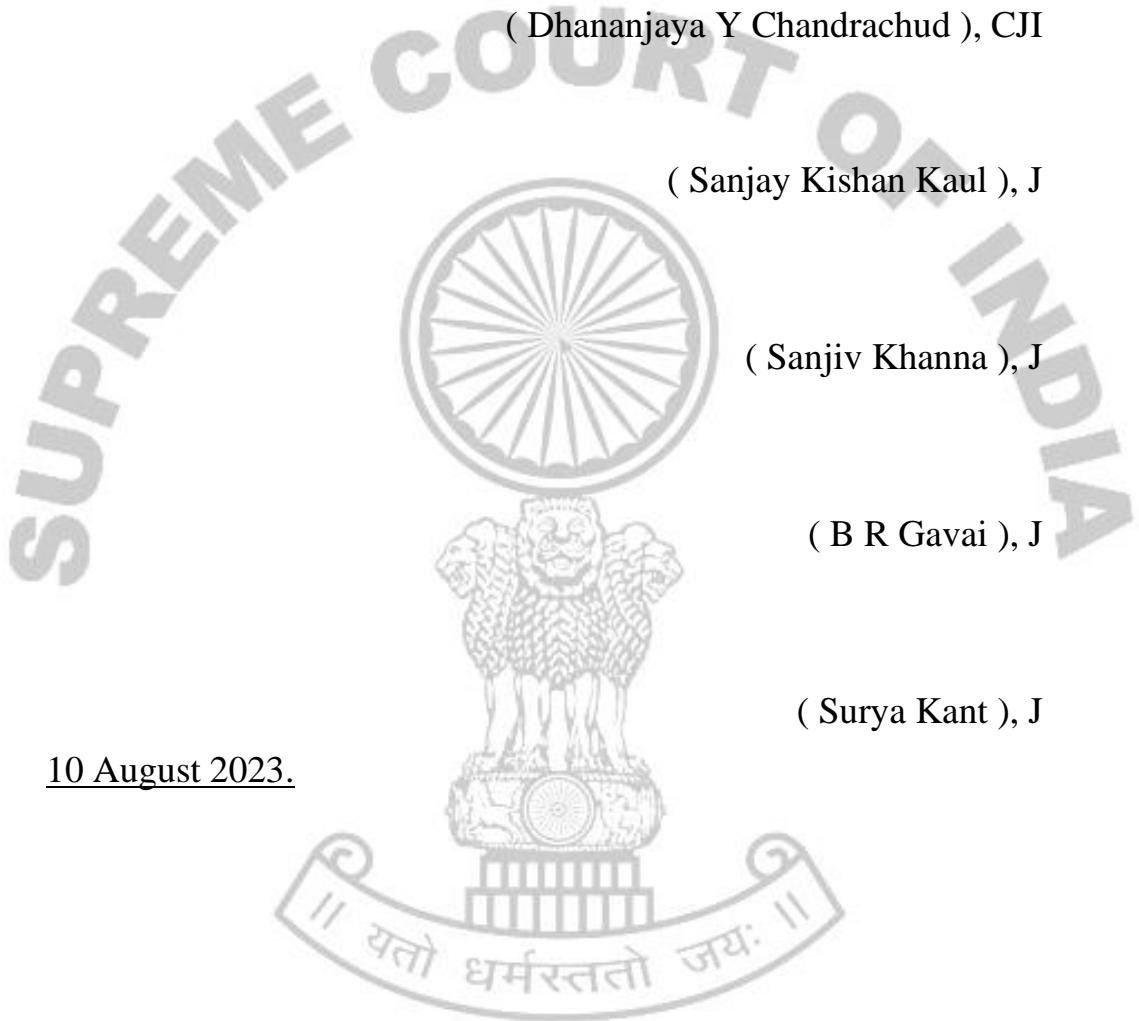 ( Dhananjaya Y Chandrachud ), CJI
SUPREME COURT OF INDIA
( Sanjay Kishan Kaul ), J
( Sanjiv Khanna ), J
( B R Gavai ), J
( Surya Kant ), J
10 August 2023.
॥ यतो धर्मस्ततो जयः ॥